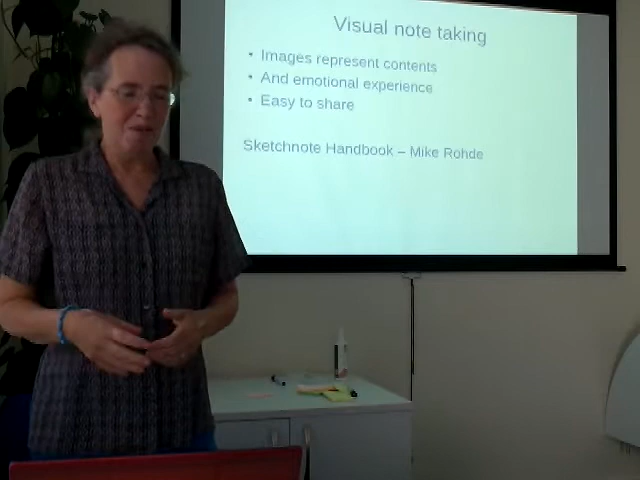 Visual note taking
• Images represent contents
• And emotional experience
• Easy to share
Sketchnote Handbook – Mike Rohde